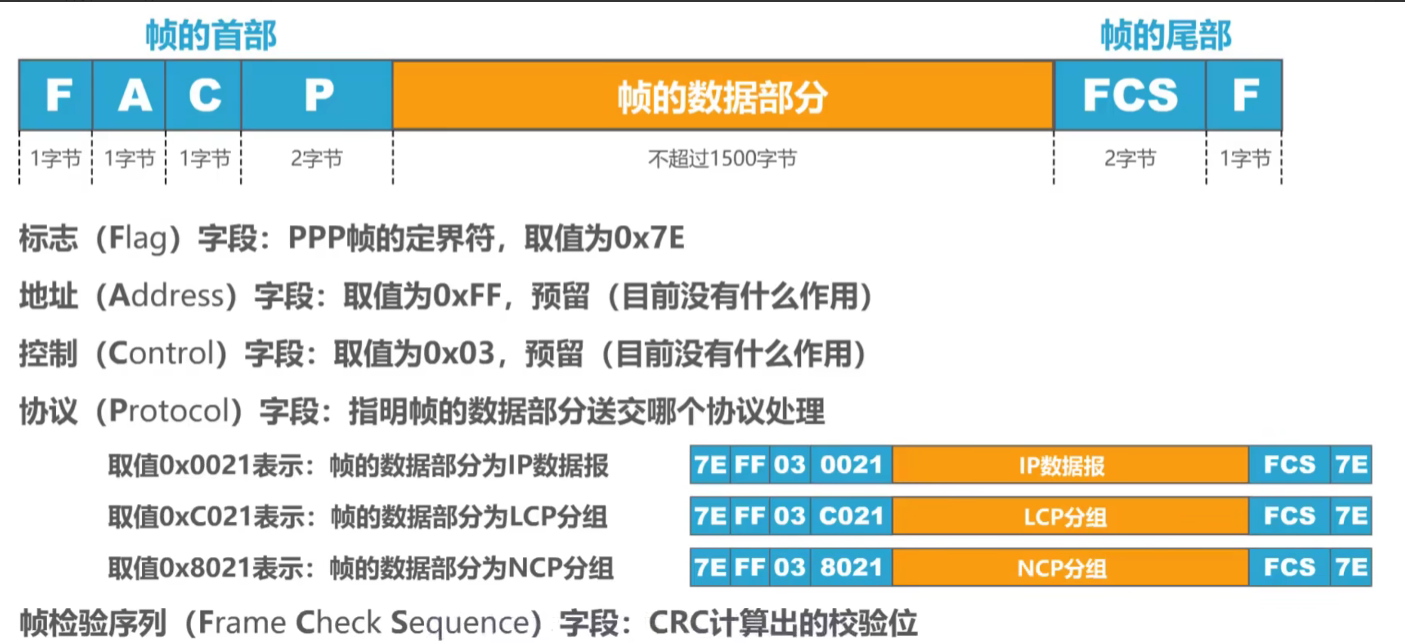 帧的首部 帧的尾部
F A C P 帧的数据部分 FCS F
1字节 1字节 1字节 2字节 不超过1500字节 2字节 1字节
标志（Flag）字段：PPP帧的定界符，取值为0x7E
地址（Address）字段：取值为0xFF，预留（目前没有什么作用）
控制（Control）字段：取值为0x03，预留（目前没有什么作用）
协议（Protocol）字段：指明帧的数据部分送交哪个协议处理
取值0x0021表示：帧的数据部分为IP数据报 7E FF 03 0021 IP数据报 FCS 7E
取值0xC021表示：帧的数据部分为LCP分组 7E FF 03 C021 LCP分组 FCS 7E
取值0x8021表示：帧的数据部分为NCP分组 7E FF 03 8021 NCP分组 FCS 7E
帧检验序列（Frame Check Sequence）字段：CRC计算出的校验位